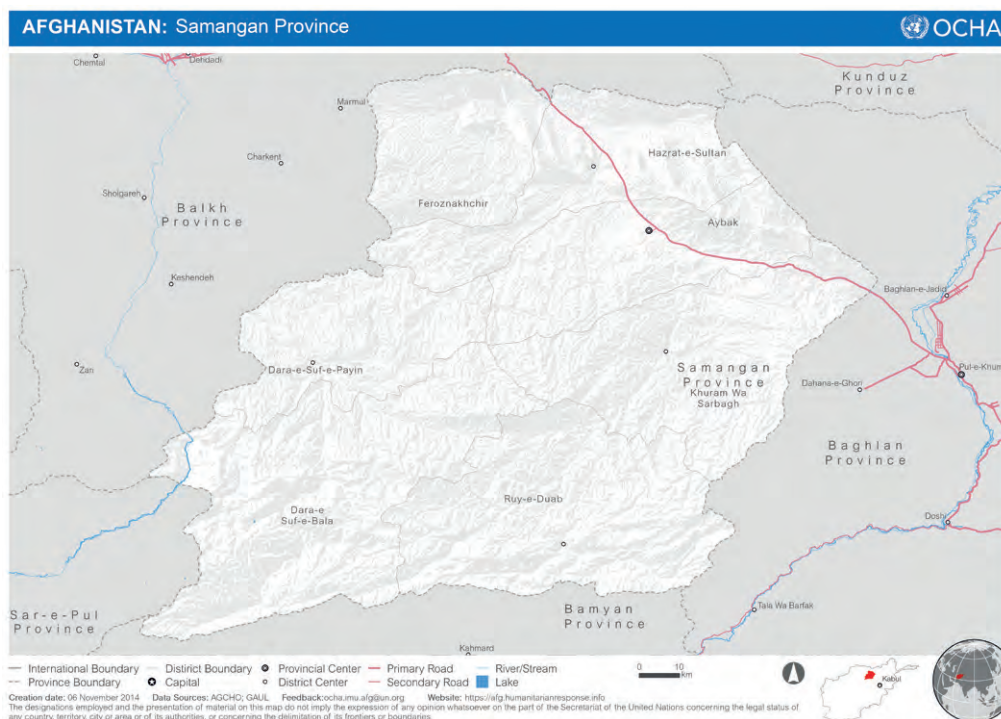 AFGHANISTAN: Samangan Province
OCHA
Chemtal
Dehdadi
Kunduz
Province
Marmul
Hazrat-e-Sultan
Charkent
Sholgareh
Feroznakhchir
Balkh
Province
Aybak
Keshendeh
Baghlan-e-Jadid
Dara-e-Suf-e-Payin
Zari
Samangan
Province
Khuram Wa
Sarbagh
Pul-e-Khum
Dahana-e-Ghori
Baghlan
Province
Ruy-e-Duab
Dara-e
Suf-e-Bala
Doshi
Sar-e-Pul
Province
Bamyan
Province
Tala Wa Barfak
Kahmard
International Boundary
District Boundary
Provincial Center
Primary Road
River/Stream
0 10
km
Province Boundary
Capital
District Center
Secondary Road
Lake
Kabul
Creation date: 06 November 2014 Data Sources: AGCHO; GAUL Feedback:ocha.imu.afg@un.org Website: https://afg.humanitarianresponse.info
The designations employed and the presentation of material on this map do not imply the expression of any opinion whatsoever on the part of the Secretariat of the United Nations concerning the legal status of
any country, territory, city or area or of its authorities, or concerning the delimitation of its frontiers or boundaries